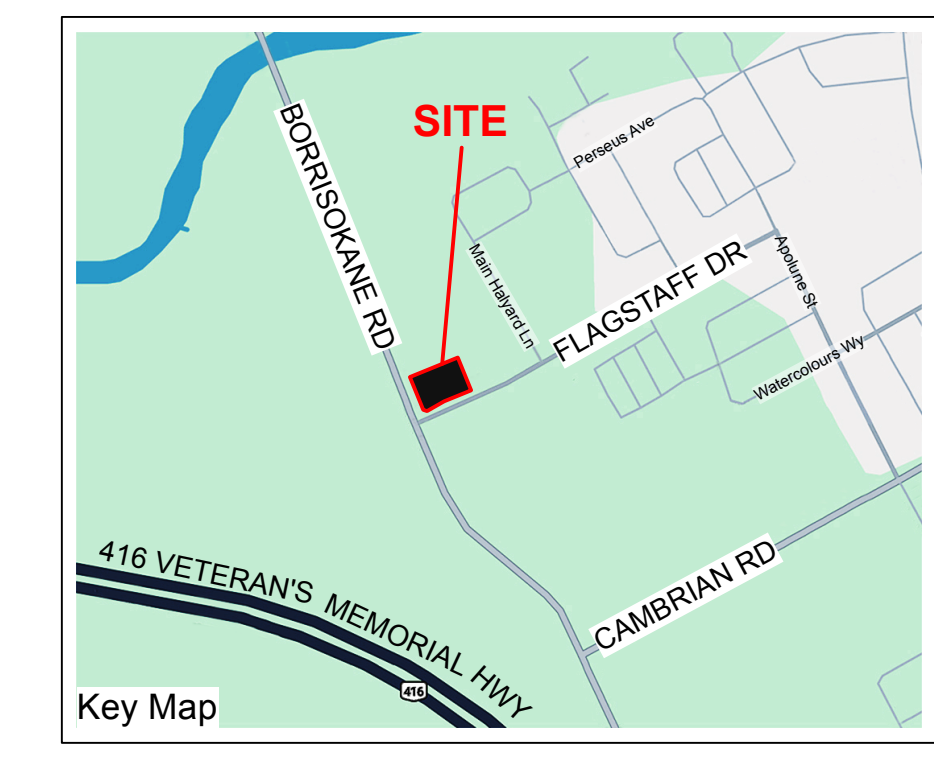 SITE
BORRISOKANE RD
Perseus Ave
Main Halyard Ln
FLAGSTAFF DR
Apolune St
Watercolours Wy
CAMBRIAN RD
416 VETERAN'S MEMORIAL HWY
416
Key Map